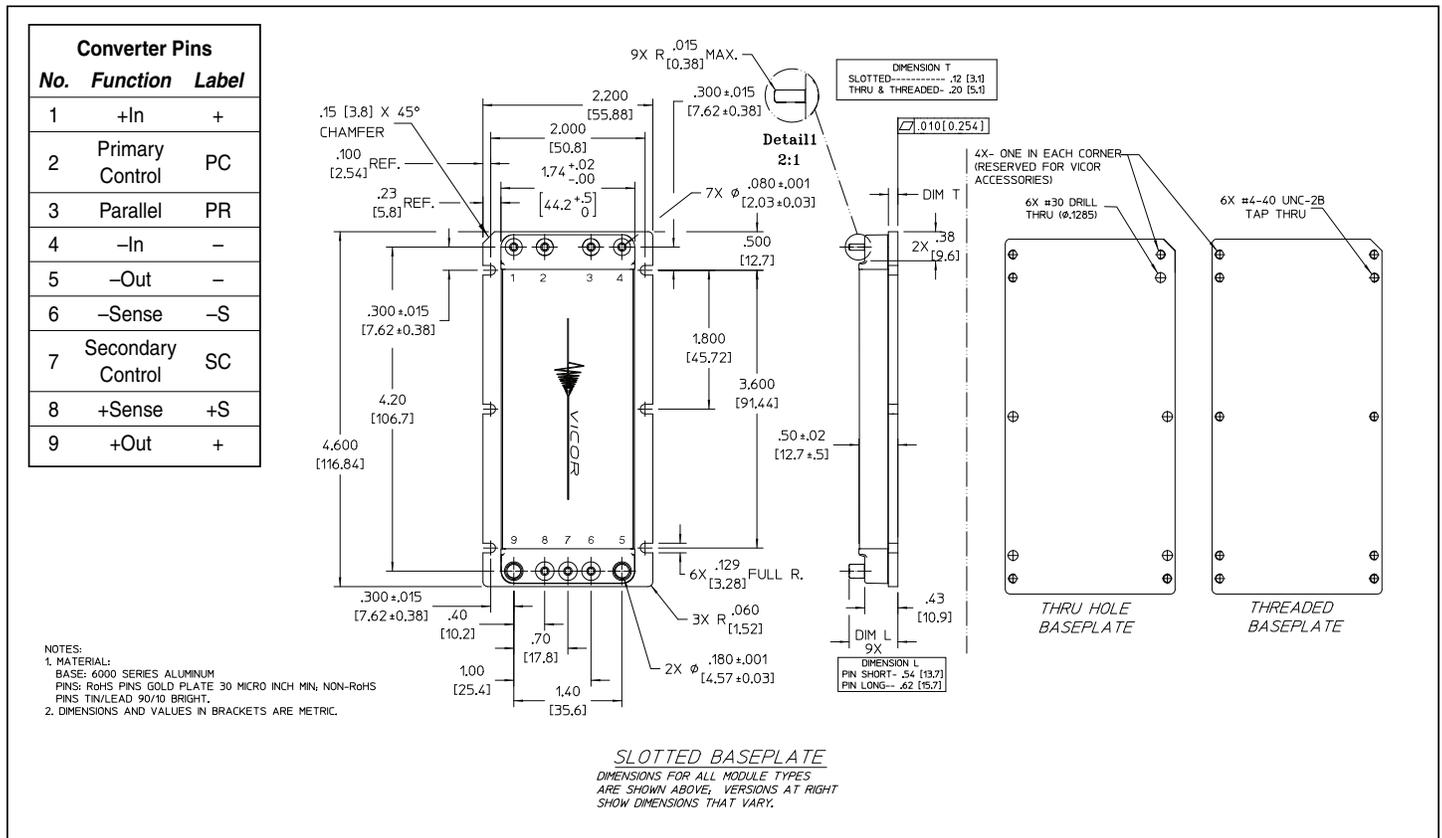 Converter Pins
No. Function Label
1 +In +
2 Primary Control PC
3 Parallel PR
4 –In –
5 –Out –
6 –Sense –S
7 Secondary Control SC
8 +Sense +S
9 +Out +
9X R .015 [0.38] MAX.
DIMENSION T
SLOTTED----------- .12 [3.1]
THRU & THREADED- .20 [5.1]
.15 [3.8] X 45°
CHAMFER
2.200
[55.88]
.300 ±.015
[7.62 ±0.38]
2.000
[50.8]
Detail1
2:1
.010[0.254]
.100
[2.54] REF.
1.74 +.02 -.00
[44.2 +.5 0]
.23
[5.8] REF.
7X ø .080 ±.001
[2.03 ±0.03]
DIM T
4X- ONE IN EACH CORNER
(RESERVED FOR VICOR
ACCESSORIES)
6X #30 DRILL
THRU (ø.1285)
6X #4-40 UNC-2B
TAP THRU
.500
[12.7]
2X .38
[9.6]
1 2 3 4
.300 ±.015
[7.62 ±0.38]
1.800
[45.72]
3.600
[91.44]
4.20
[106.7]
4.600
[116.84]
VICOR
.50 ±.02
[12.7 ±.5]
9 8 7 6 5
6X .129
[3.28] FULL R.
.300 ±.015
[7.62 ±0.38]
.40
[10.2]
.70
[17.8]
3X R .060
[1.52]
.43
[10.9]
DIM L
9X
THRU HOLE
BASEPLATE
THREADED
BASEPLATE
1.00
[25.4]
1.40
[35.6]
2X ø .180 ±.001
[4.57 ±0.03]
DIMENSION L
PIN SHORT- .54 [13.7]
PIN LONG-- .62 [15.7]
NOTES:
1. MATERIAL:
BASE: 6000 SERIES ALUMINUM
PINS: RoHS PINS GOLD PLATE 30 MICRO INCH MIN; NON-RoHS
PINS TIN/LEAD 90/10 BRIGHT.
2. DIMENSIONS AND VALUES IN BRACKETS ARE METRIC.
SLOTTED BASEPLATE
DIMENSIONS FOR ALL MODULE TYPES
ARE SHOWN ABOVE; VERSIONS AT RIGHT
SHOW DIMENSIONS THAT VARY.